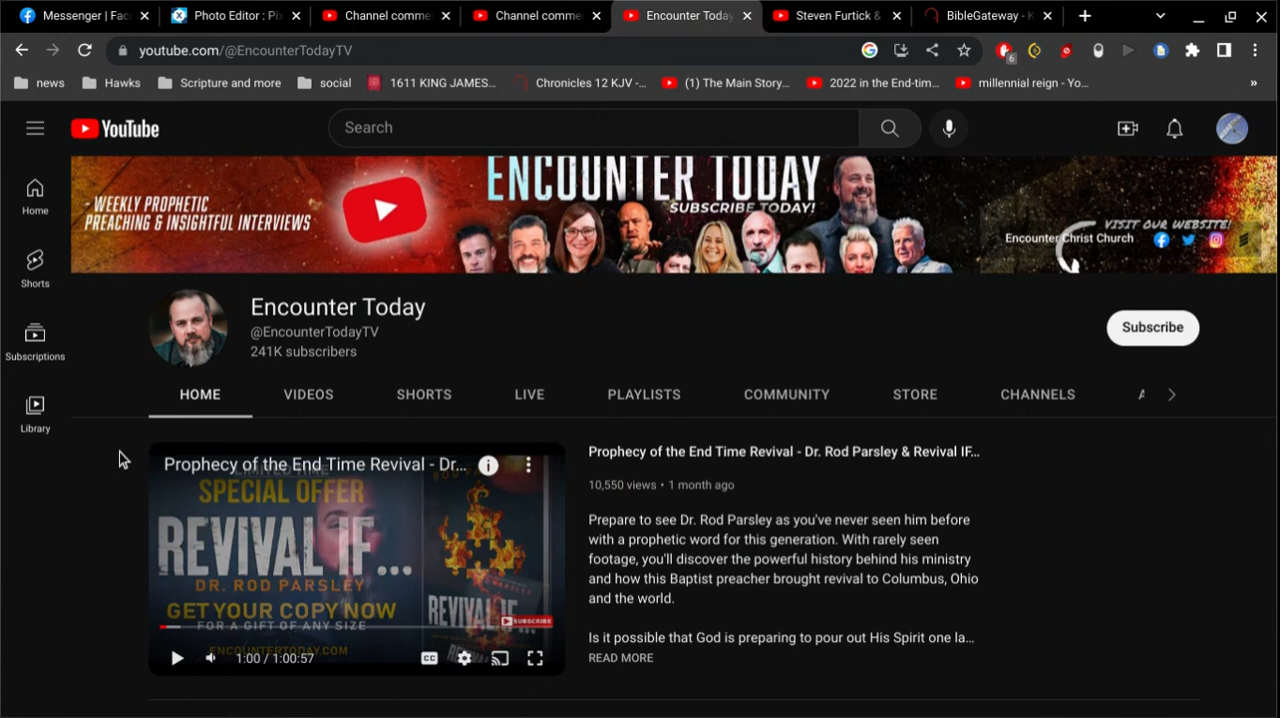 Messenger | Fac
Photo Editor : Pix
Channel comme
Channel comme
Encounter Today
Steven Furtick &
BibleGateway - K
youtube.com/@EncounterTodayTV
6
news
Hawks
Scripture and more
social
1611 KING JAMES...
Chronicles 12 KJV -...
(1) The Main Story...
2022 in the End-tim...
millennial reign - Yo...
»
YouTube
Search
Home
Shorts
Subscriptions
Library
- WEEKLY PROPHETIC
PREACHING & INSIGHTFUL INTERVIEWS
ENCOUNTER TODAY
SUBSCRIBE TODAY!
VISIT OUR WEBSITE!
Encounter Christ Church
Encounter Today
@EncounterTodayTV
241K subscribers
Subscribe
HOME
VIDEOS
SHORTS
LIVE
PLAYLISTS
COMMUNITY
STORE
CHANNELS
Prophecy of the End Time Revival - Dr...
LIMITED TIME
SPECIAL OFFER
REVIVAL IF...
DR. ROD PARSLEY
GET YOUR COPY NOW
FOR A GIFT OF ANY SIZE
ENCOUNTERTODAY.COM
REVIVAL IF...
SUBSCRIBE
1:00 / 1:00:57
CC
Prophecy of the End Time Revival - Dr. Rod Parsley & Revival IF...
10,550 views • 1 month ago
Prepare to see Dr. Rod Parsley as you've never seen him before
with a prophetic word for this generation. With rarely seen
footage, you'll discover the powerful history behind his ministry
and how this Baptist preacher brought revival to Columbus, Ohio
and the world.
Is it possible that God is preparing to pour out His Spirit one la...
READ MORE